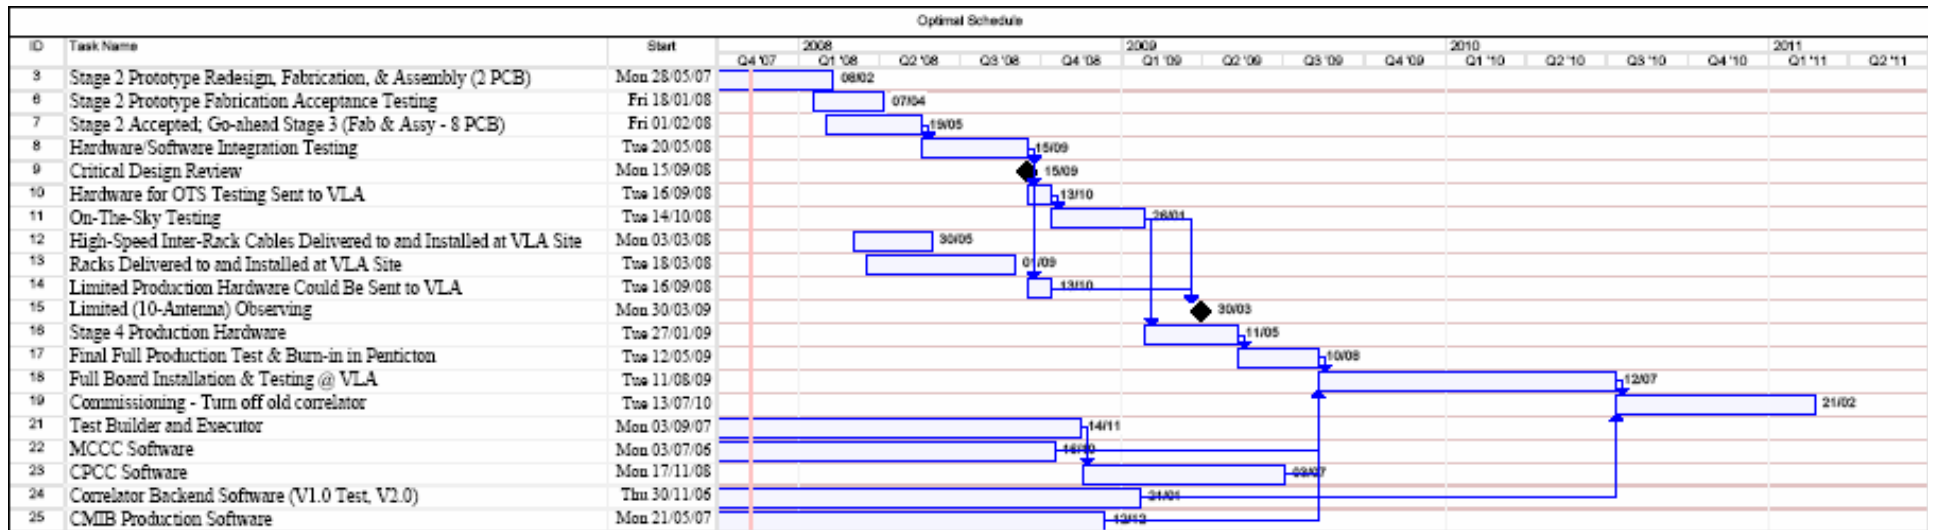 Optimal Schedule
ID Task Name Start 2008 2009 2010 2011
Q4 '07 Q1 '08 Q2 '08 Q3 '08 Q4 '08 Q1 '09 Q2 '09 Q3 '09 Q4 '09 Q1 '10 Q2 '10 Q3 '10 Q4 '10 Q1 '11 Q2 '11
3 Stage 2 Prototype Redesign, Fabrication, & Assembly (2 PCB) Mon 28/05/07 08/02
6 Stage 2 Prototype Fabrication Acceptance Testing Fri 18/01/08 07/04
7 Stage 2 Accepted; Go-ahead Stage 3 (Fab & Assy - 8 PCB) Fri 01/02/08 19/05
8 Hardware/Software Integration Testing Tue 20/05/08 15/09
9 Critical Design Review Mon 15/09/08 15/09
10 Hardware for OTS Testing Sent to VLA Tue 16/09/08 13/10
11 On-The-Sky Testing Tue 14/10/08 26/01
12 High-Speed Inter-Rack Cables Delivered to and Installed at VLA Site Mon 03/03/08 30/05
13 Racks Delivered to and Installed at VLA Site Tue 18/03/08 01/09
14 Limited Production Hardware Could Be Sent to VLA Tue 16/09/08 13/10
15 Limited (10-Antenna) Observing Mon 30/03/09 30/03
16 Stage 4 Production Hardware Tue 27/01/09 11/05
17 Final Full Production Test & Burn-in in Penticton Tue 12/05/09 10/08
18 Full Board Installation & Testing @ VLA Tue 11/08/09 12/07
19 Commissioning - Turn off old correlator Tue 13/07/10 21/02
21 Test Builder and Executor Mon 03/09/07 14/11
22 MCCC Software Mon 03/07/06
23 CPCC Software Mon 17/11/08 03/07
24 Correlator Backend Software (V1.0 Test, V2.0) Thu 30/11/06 21/01
25 CMIB Production Software Mon 21/05/07 12/12